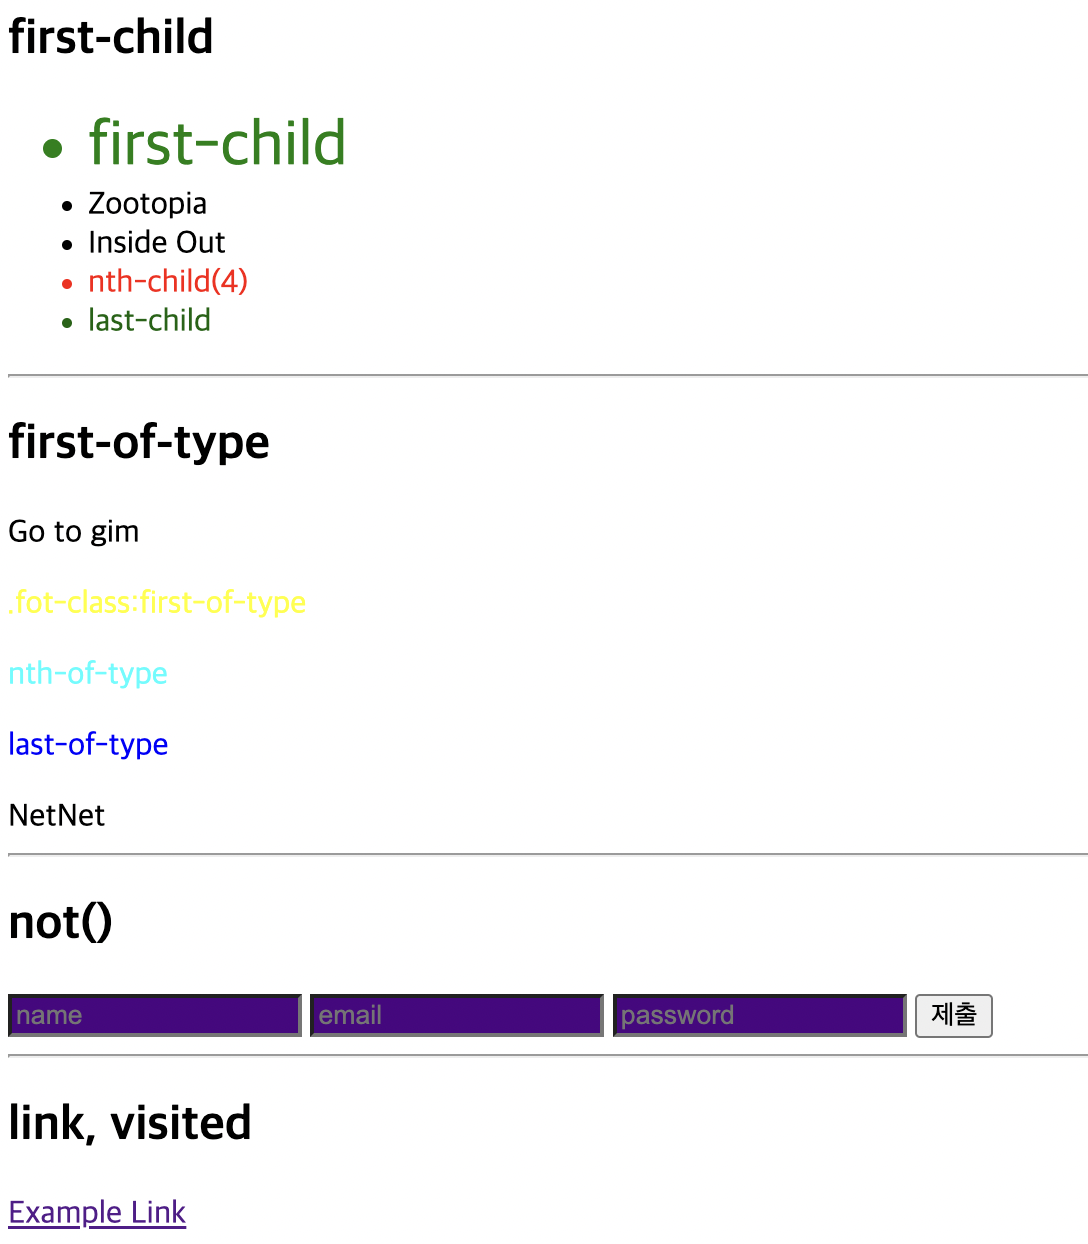 first-child
first-child
Zootopia
Inside Out
nth-child(4)
last-child
first-of-type
Go to gim
.fot-class:first-of-type
nth-of-type
last-of-type
NetNet
not()
name email password 제출
link, visited
Example Link